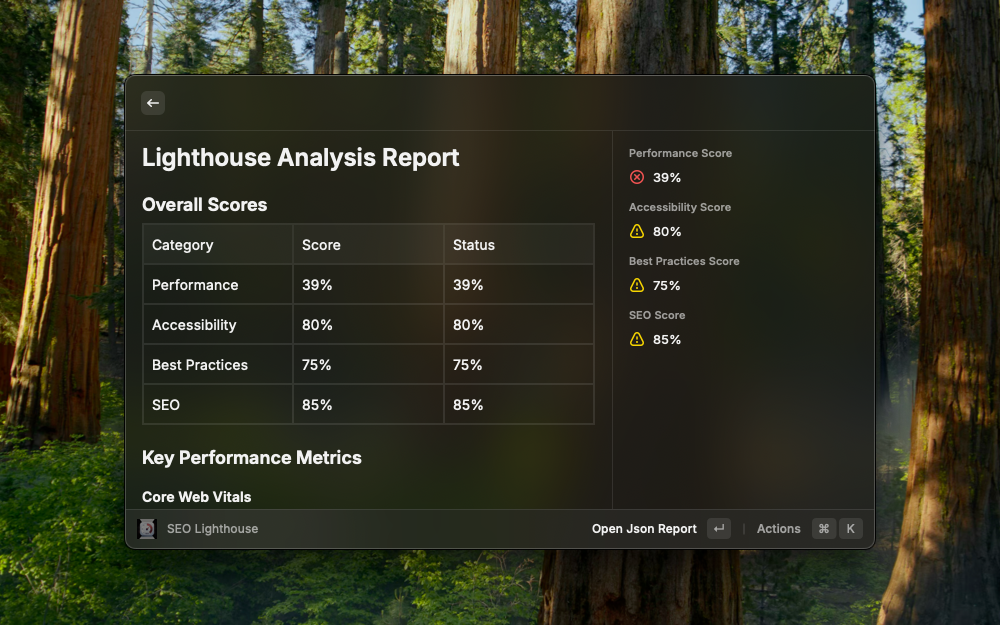 Lighthouse Analysis Report
Overall Scores
Category Score Status
Performance 39% 39%
Accessibility 80% 80%
Best Practices 75% 75%
SEO 85% 85%
Key Performance Metrics
Core Web Vitals
Performance Score
39%
Accessibility Score
80%
Best Practices Score
75%
SEO Score
85%
SEO Lighthouse
Open Json Report
Actions
⌘ K